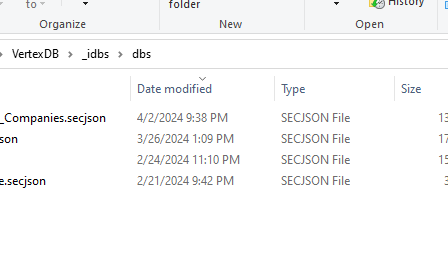 to folder History
Organize New Open
VertexDB _idbs dbs
Date modified Type Size
_Companies.secjson 4/2/2024 9:38 PM SECJSON File 13
son 3/26/2024 1:09 PM SECJSON File 17
2/24/2024 11:10 PM SECJSON File 15
e.secjson 2/21/2024 9:42 PM SECJSON File 3